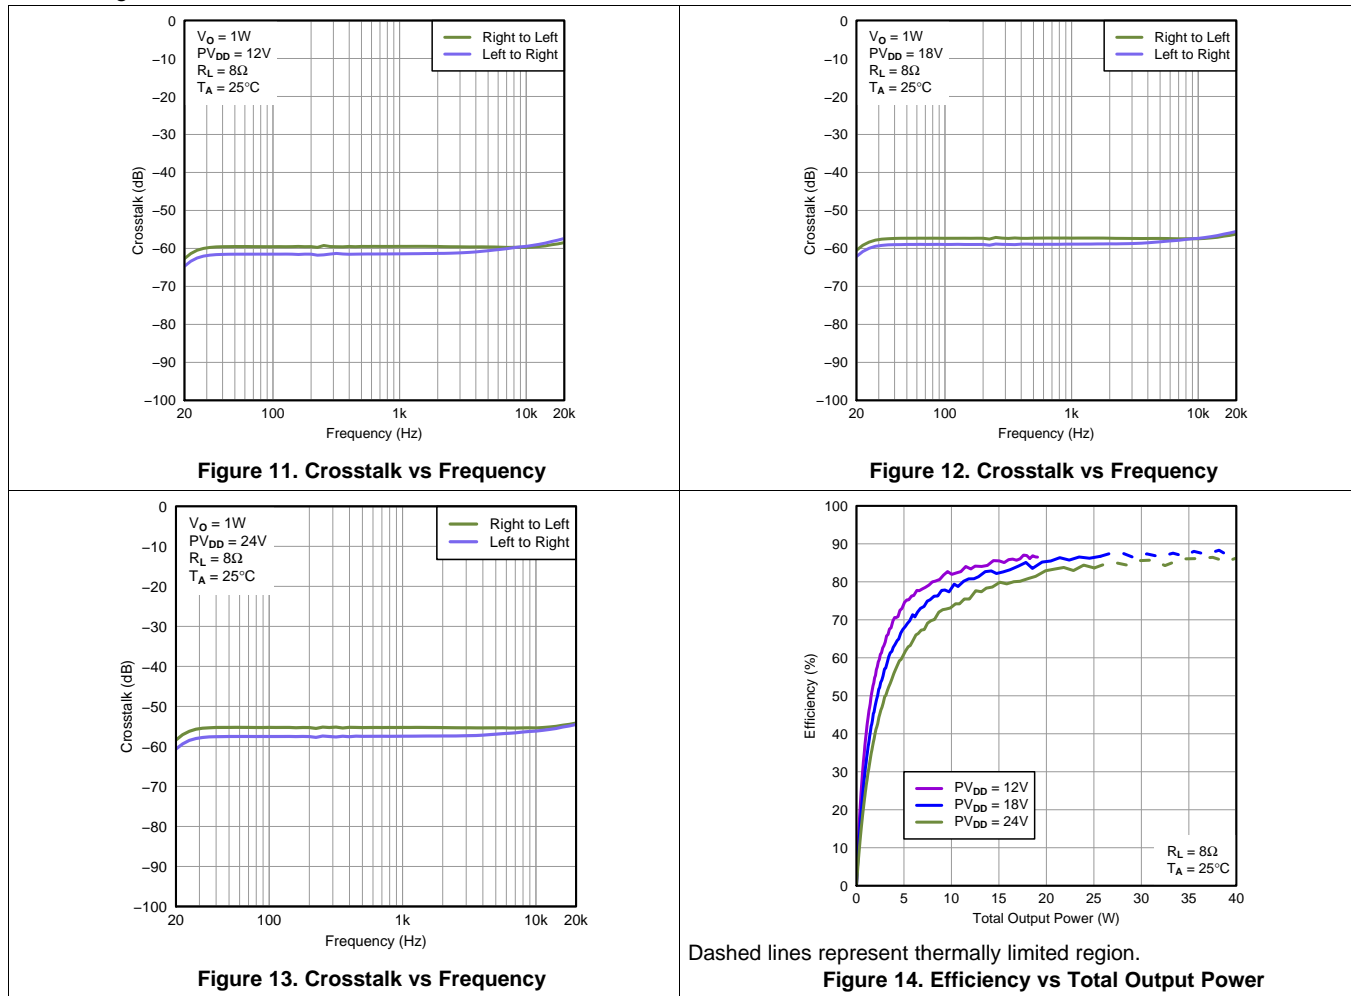 0
−10
−20
−30
−40
−50
−60
−70
−80
−90
−100
Crosstalk (dB)
VO = 1W
PVDD = 12V
RL = 8Ω
TA = 25°C
Right to Left
Left to Right
20
100
1k
10k
20k
Frequency (Hz)
Figure 11. Crosstalk vs Frequency
0
−10
−20
−30
−40
−50
−60
−70
−80
−90
−100
Crosstalk (dB)
VO = 1W
PVDD = 18V
RL = 8Ω
TA = 25°C
Right to Left
Left to Right
20
100
1k
10k
20k
Frequency (Hz)
Figure 12. Crosstalk vs Frequency
0
−10
−20
−30
−40
−50
−60
−70
−80
−90
−100
Crosstalk (dB)
VO = 1W
PVDD = 24V
RL = 8Ω
TA = 25°C
Right to Left
Left to Right
20
100
1k
10k
20k
Frequency (Hz)
Figure 13. Crosstalk vs Frequency
100
90
80
70
60
50
40
30
20
10
0
Efficiency (%)
PVDD = 12V
PVDD = 18V
PVDD = 24V
RL = 8Ω
TA = 25°C
0
5
10
15
20
25
30
35
40
Total Output Power (W)
Dashed lines represent thermally limited region.
Figure 14. Efficiency vs Total Output Power